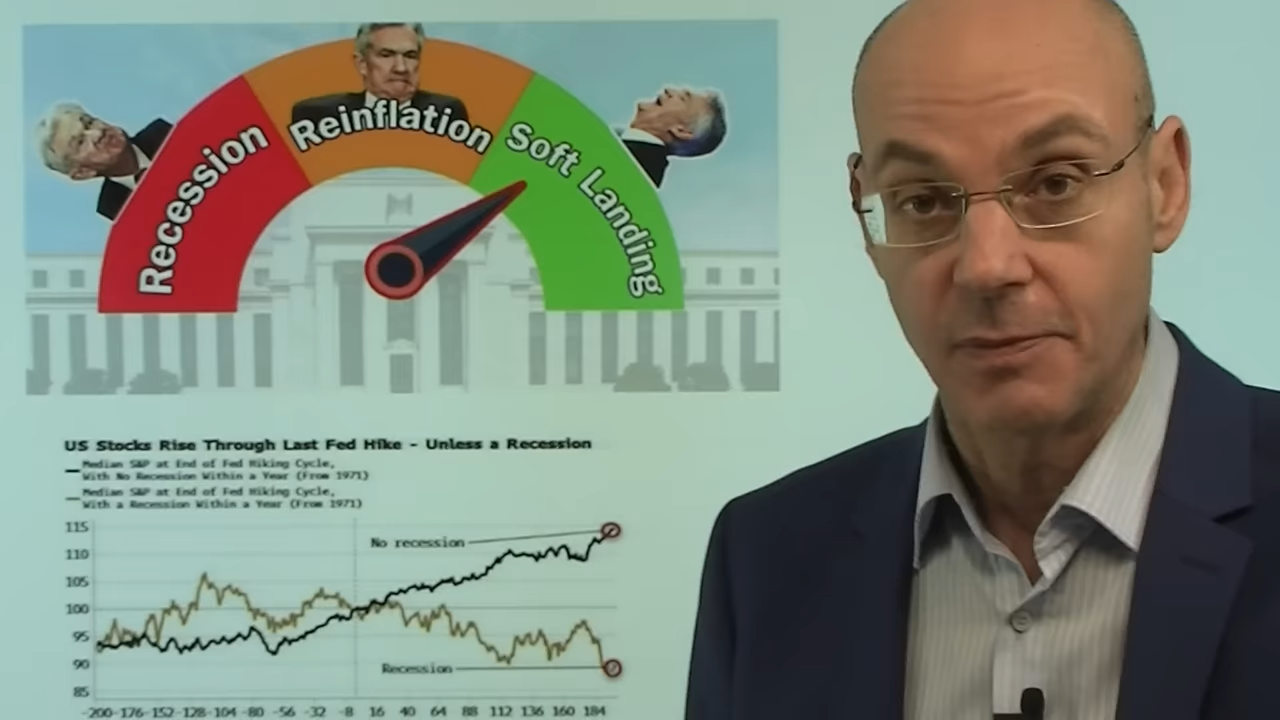 Recession
Reinflation
Soft Landing
US Stocks Rise Through Last Fed Hike - Unless a Recession
Median S&P at End of Fed Hiking Cycle,
With No Recession Within a Year (From 1971)
Median S&P at End of Fed Hiking Cycle,
With a Recession Within a Year (From 1971)
115
No recession
110
105
100
95
90
Recession
85
-200 -176 -152 -128 -104 -80 -56 -32 -8 16 40 64 88 112 136 160 184